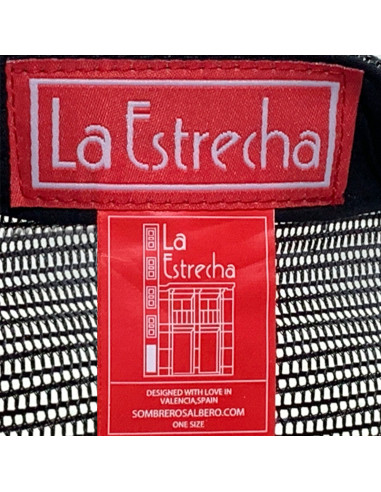 La Estrecha
La
Estrecha
DESIGNED WITH LOVE IN
VALENCIA,SPAIN
SOMBREROSALBERO.COM
ONE SIZE